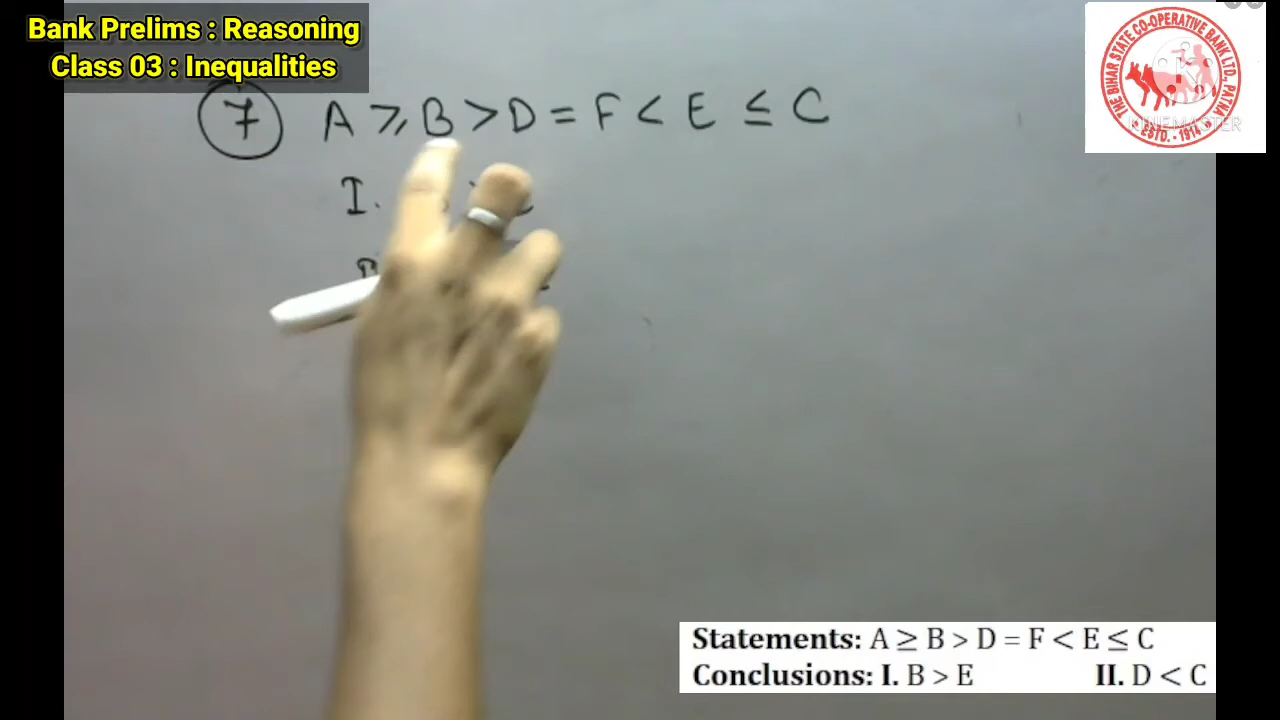 Bank Prelims : Reasoning
Class 03 : Inequalities
THE BIHAR STATE CO-OPERATIVE BANK LTD., PATNA
ESTD. 1914
KINEMASTER
7 A ≥ B > D = F < E ≤ C
I.
Statements: A ≥ B > D = F < E ≤ C
Conclusions: I. B > E II. D < C